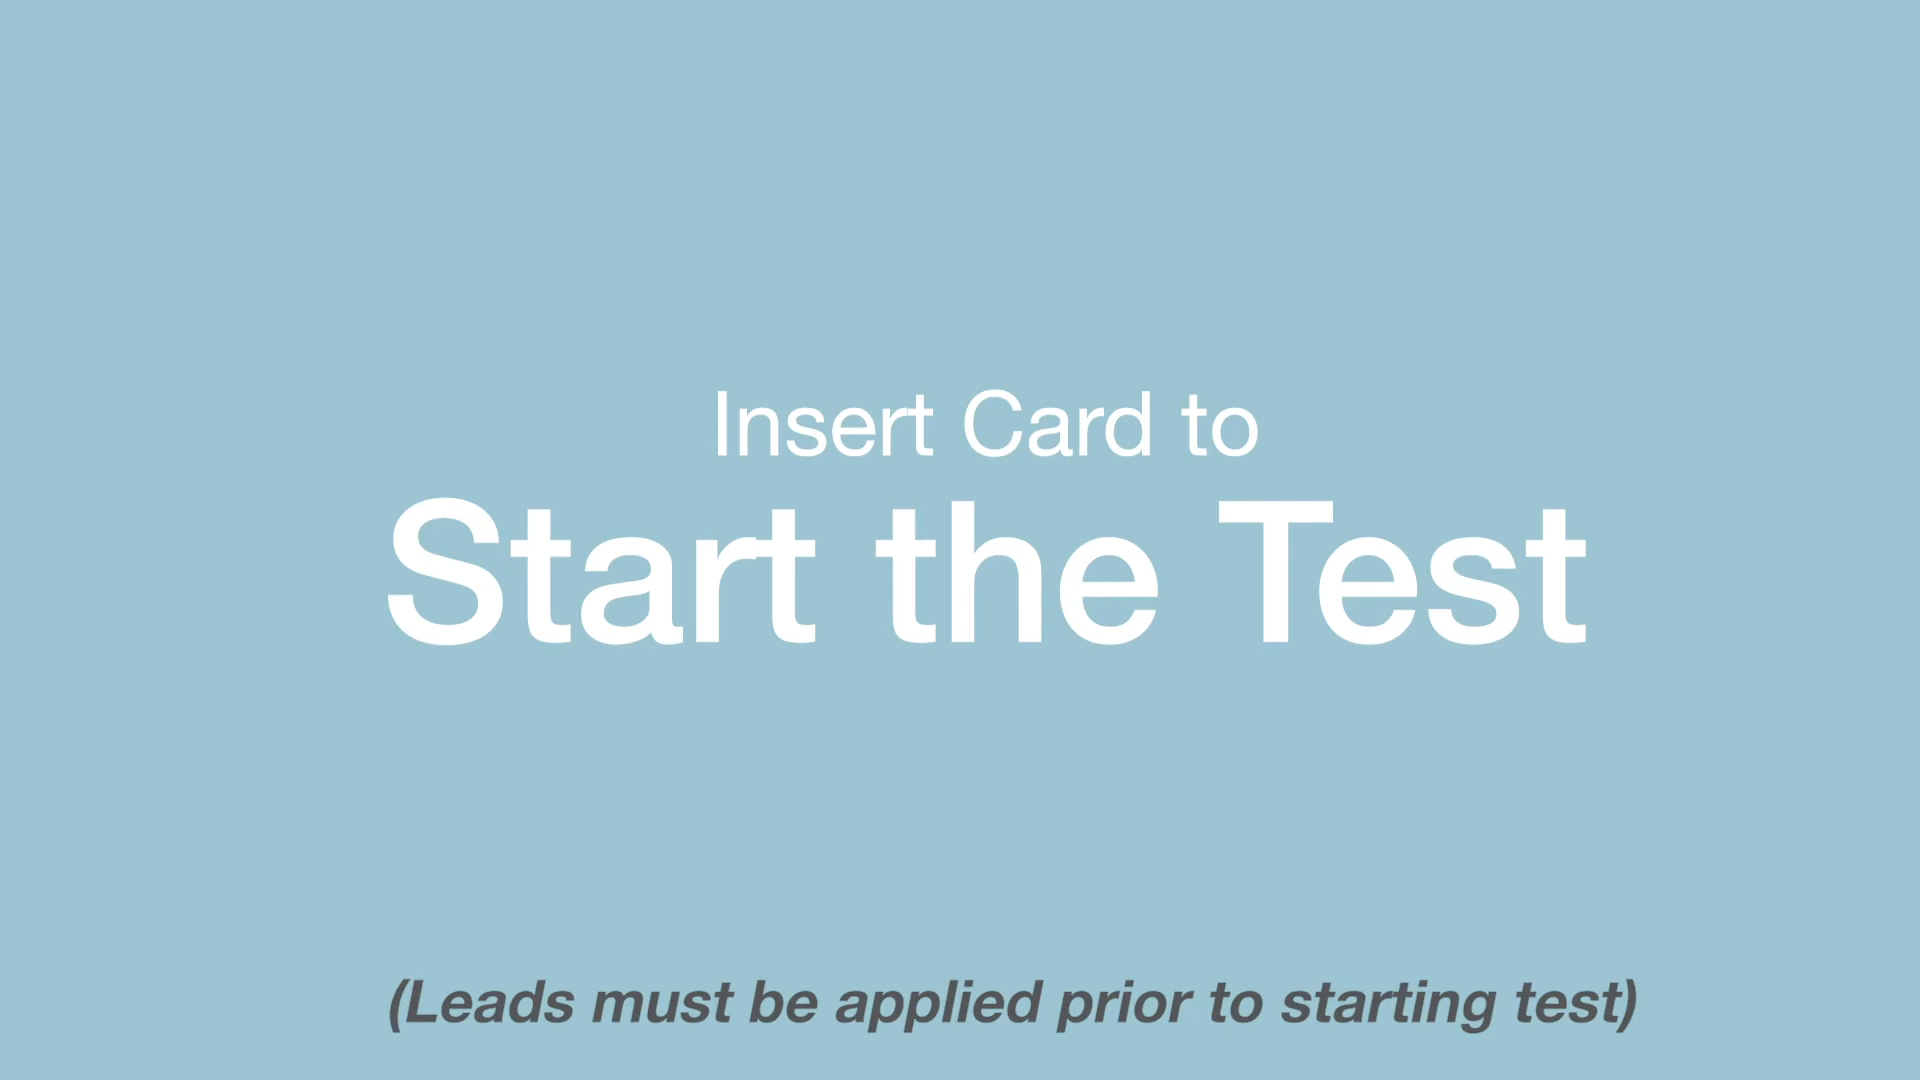 Insert Card to
Start the Test
(Leads must be applied prior to starting test)